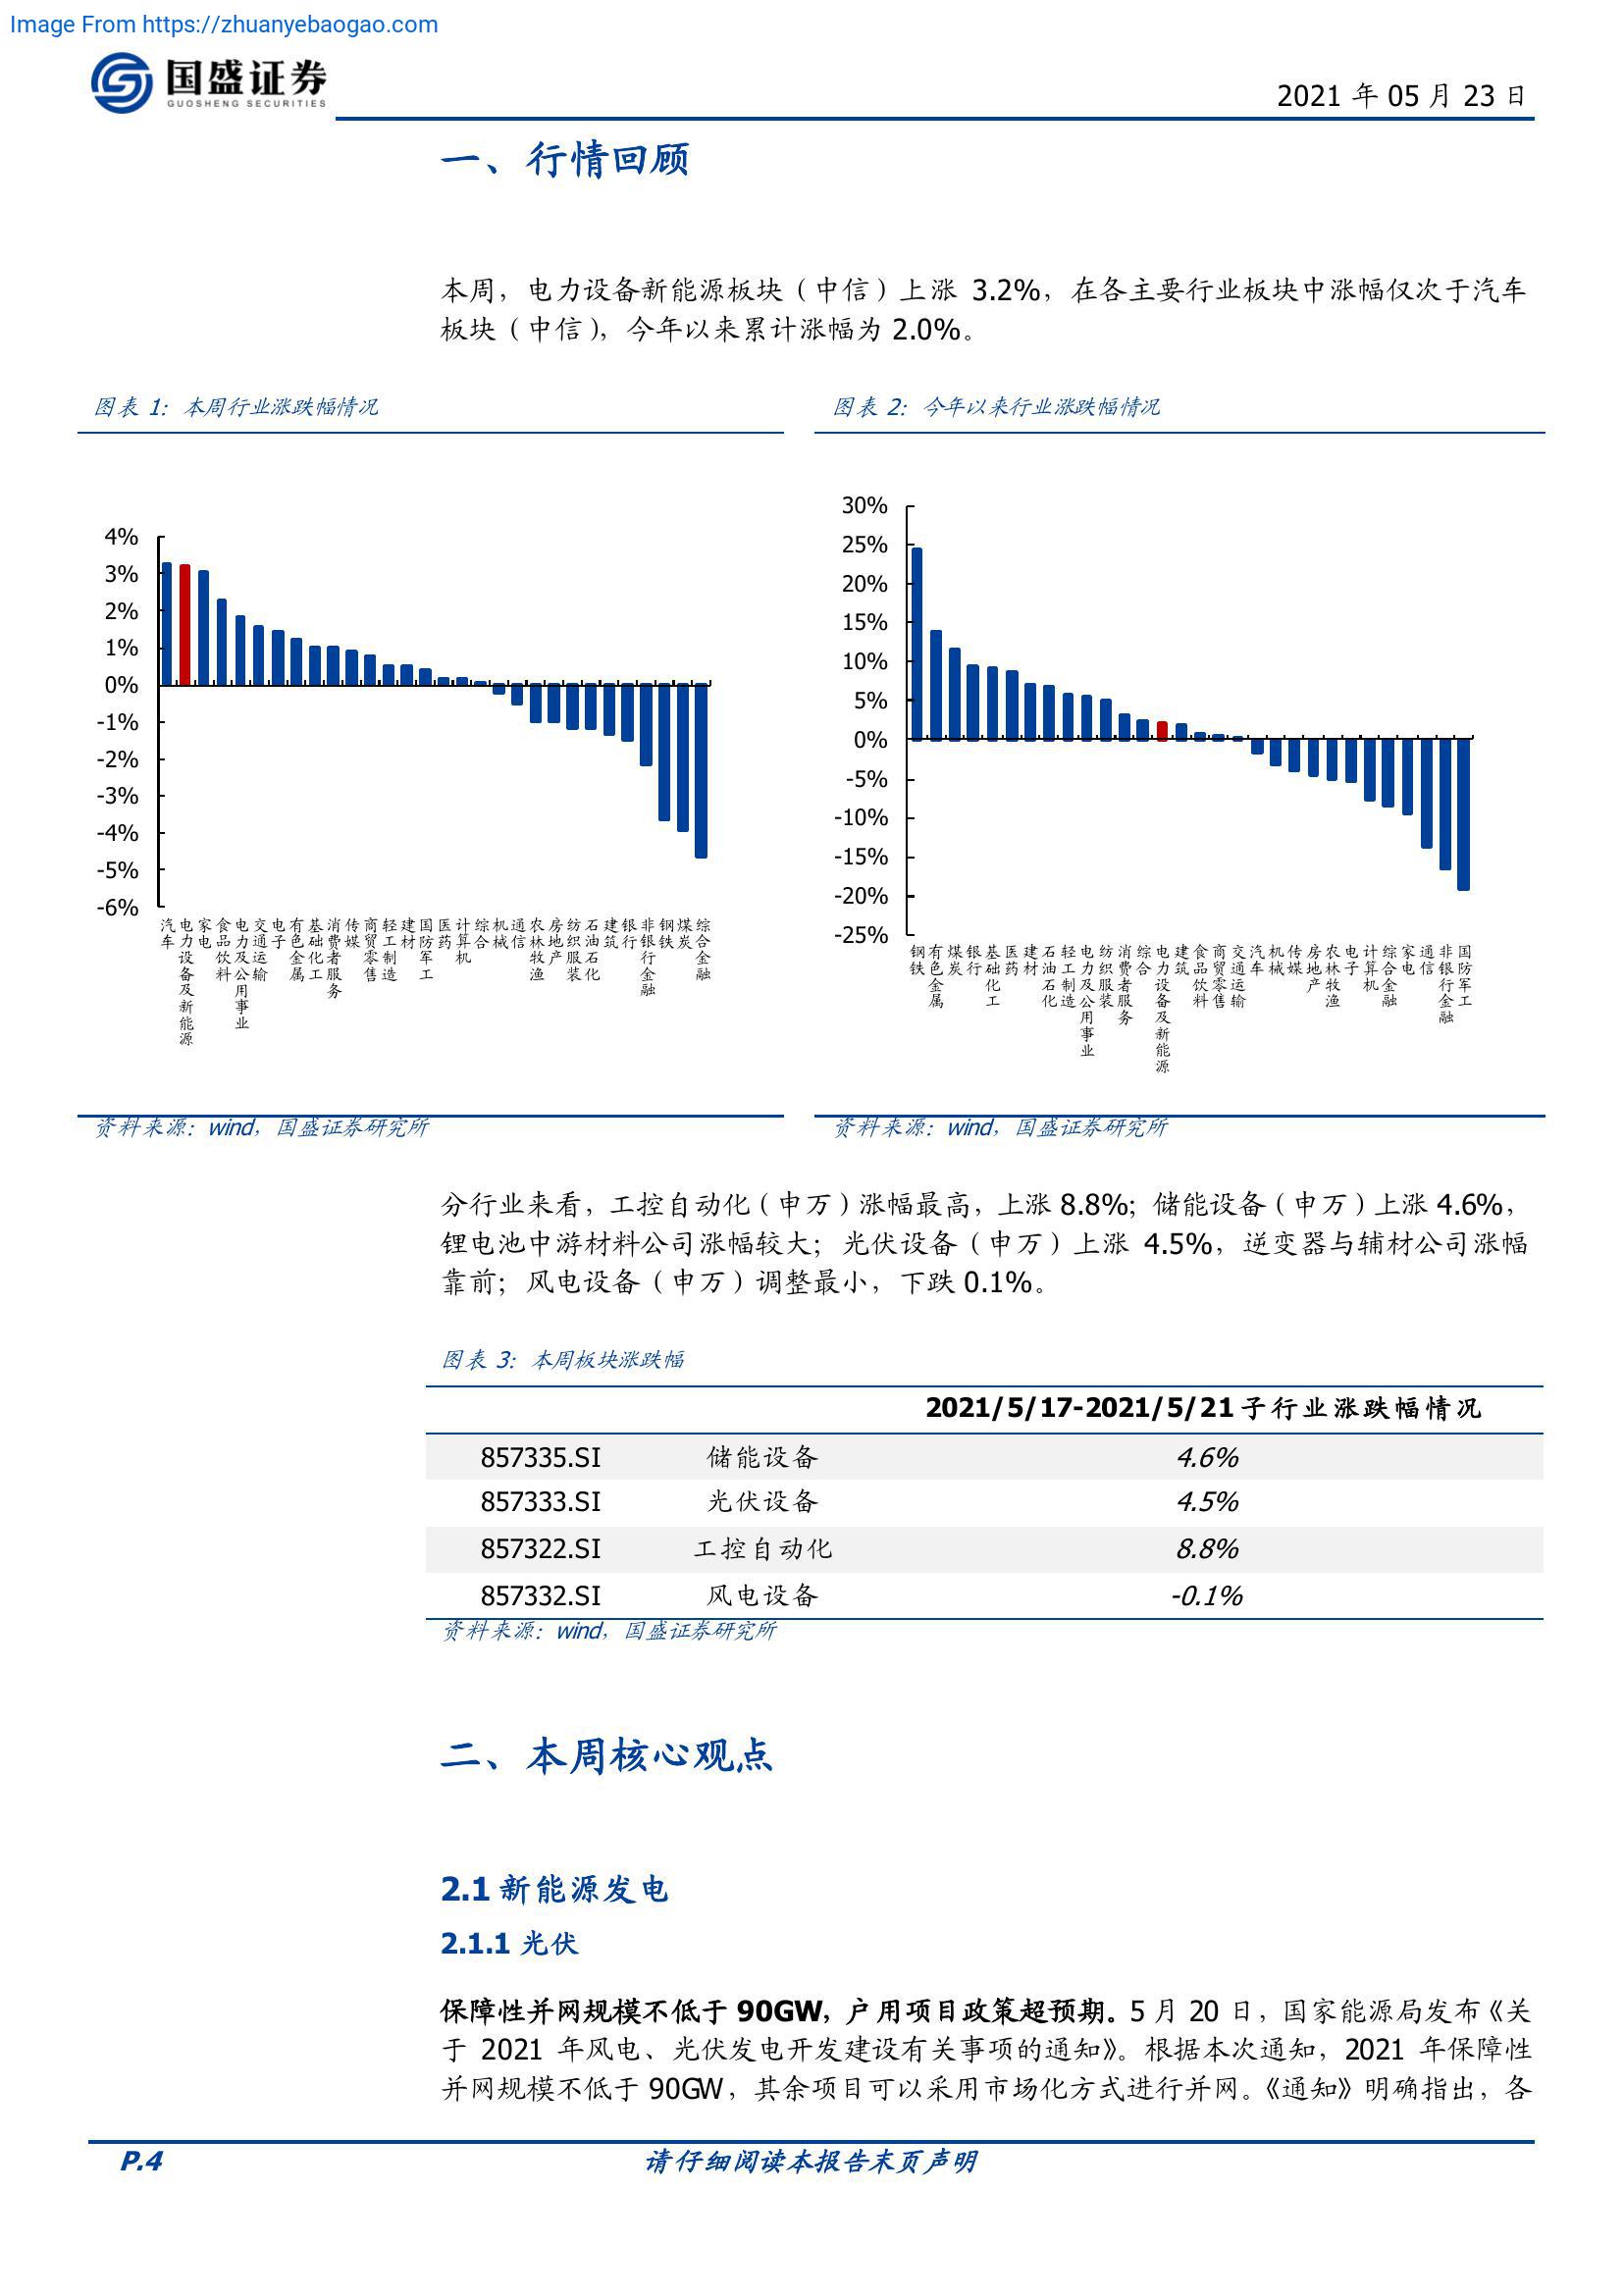 Image From https://zhuanyebaogao.com
国盛证券
GUOSHENG SECURITIES
2021 年 05 月 23 日
一、行情回顾
本周，电力设备新能源板块（中信）上涨 3.2%，在各主要行业板块中涨幅仅次于汽车
板块（中信），今年以来累计涨幅为 2.0%。
图表 1：本周行业涨跌幅情况
4%
3%
2%
1%
0%
-1%
-2%
-3%
-4%
-5%
-6%
汽车
电力设备及新能源
家电
食品饮料
电力及公用事业
交通运输
电子
有色金属
基础化工
消费者服务
传媒
商贸零售
轻工制造
建材
国防军工
医药
计算机
综合
机械
通信
农林牧渔
房地产
纺织服装
石油石化
建筑
银行
非银行金融
钢铁
煤炭
综合金融
资料来源：wind，国盛证券研究所
图表 2：今年以来行业涨跌幅情况
30%
25%
20%
15%
10%
5%
0%
-5%
-10%
-15%
-20%
-25%
钢铁
有色金属
煤炭
银行
基础化工
医药
建材
石油石化
轻工制造
电力及公用事业
纺织服装
消费者服务
综合
电力设备及新能源
建筑
食品饮料
商贸零售
交通运输
汽车
机械
传媒
房地产
农林牧渔
电子
计算机
综合金融
家电
通信
非银行金融
国防军工
资料来源：wind，国盛证券研究所
分行业来看，工控自动化（申万）涨幅最高，上涨 8.8%；储能设备（申万）上涨 4.6%，
锂电池中游材料公司涨幅较大；光伏设备（申万）上涨 4.5%，逆变器与辅材公司涨幅
靠前；风电设备（申万）调整最小，下跌 0.1%。
图表 3：本周板块涨跌幅
2021/5/17-2021/5/21 子行业涨跌幅情况
857335.SI 储能设备 4.6%
857333.SI 光伏设备 4.5%
857322.SI 工控自动化 8.8%
857332.SI 风电设备 -0.1%
资料来源：wind，国盛证券研究所
二、本周核心观点
2.1 新能源发电
2.1.1 光伏
保障性并网规模不低于 90GW，户用项目政策超预期。5 月 20 日，国家能源局发布《关
于 2021 年风电、光伏发电开发建设有关事项的通知》。根据本次通知，2021 年保障性
并网规模不低于 90GW，其余项目可以采用市场化方式进行并网。《通知》明确指出，各
P.4
请仔细阅读本报告末页声明